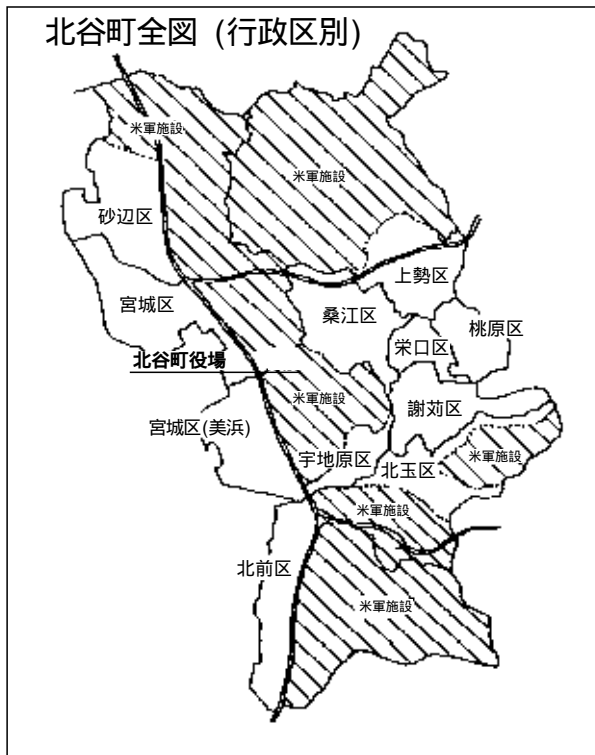 北谷町全図 (行政区別)
米軍施設
米軍施設
砂辺区
上勢区
宮城区
桑江区
桃原区
栄口区
北谷町役場
米軍施設
謝苅区
宮城区(美浜)
宇地原区
北玉区
米軍施設
米軍施設
北前区
米軍施設